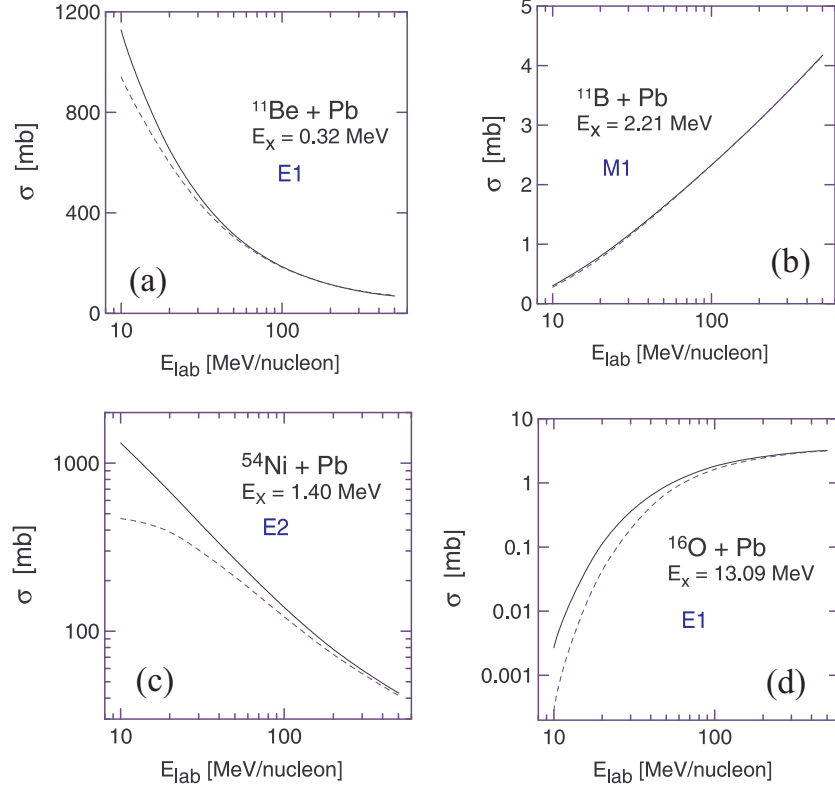 1200
800
400
0
σ [mb]
¹¹Be + Pb
Eₓ = 0.32 MeV
E1
(a)
10
100
E_lab [MeV/nucleon]
5
4
3
2
1
0
σ [mb]
¹¹B + Pb
Eₓ = 2.21 MeV
M1
(b)
10
100
E_lab [MeV/nucleon]
1000
100
σ [mb]
⁵⁴Ni + Pb
Eₓ = 1.40 MeV
E2
(c)
10
100
E_lab [MeV/nucleon]
10
1
0.1
0.01
0.001
σ [mb]
¹⁶O + Pb
Eₓ = 13.09 MeV
E1
(d)
10
100
E_lab [MeV/nucleon]